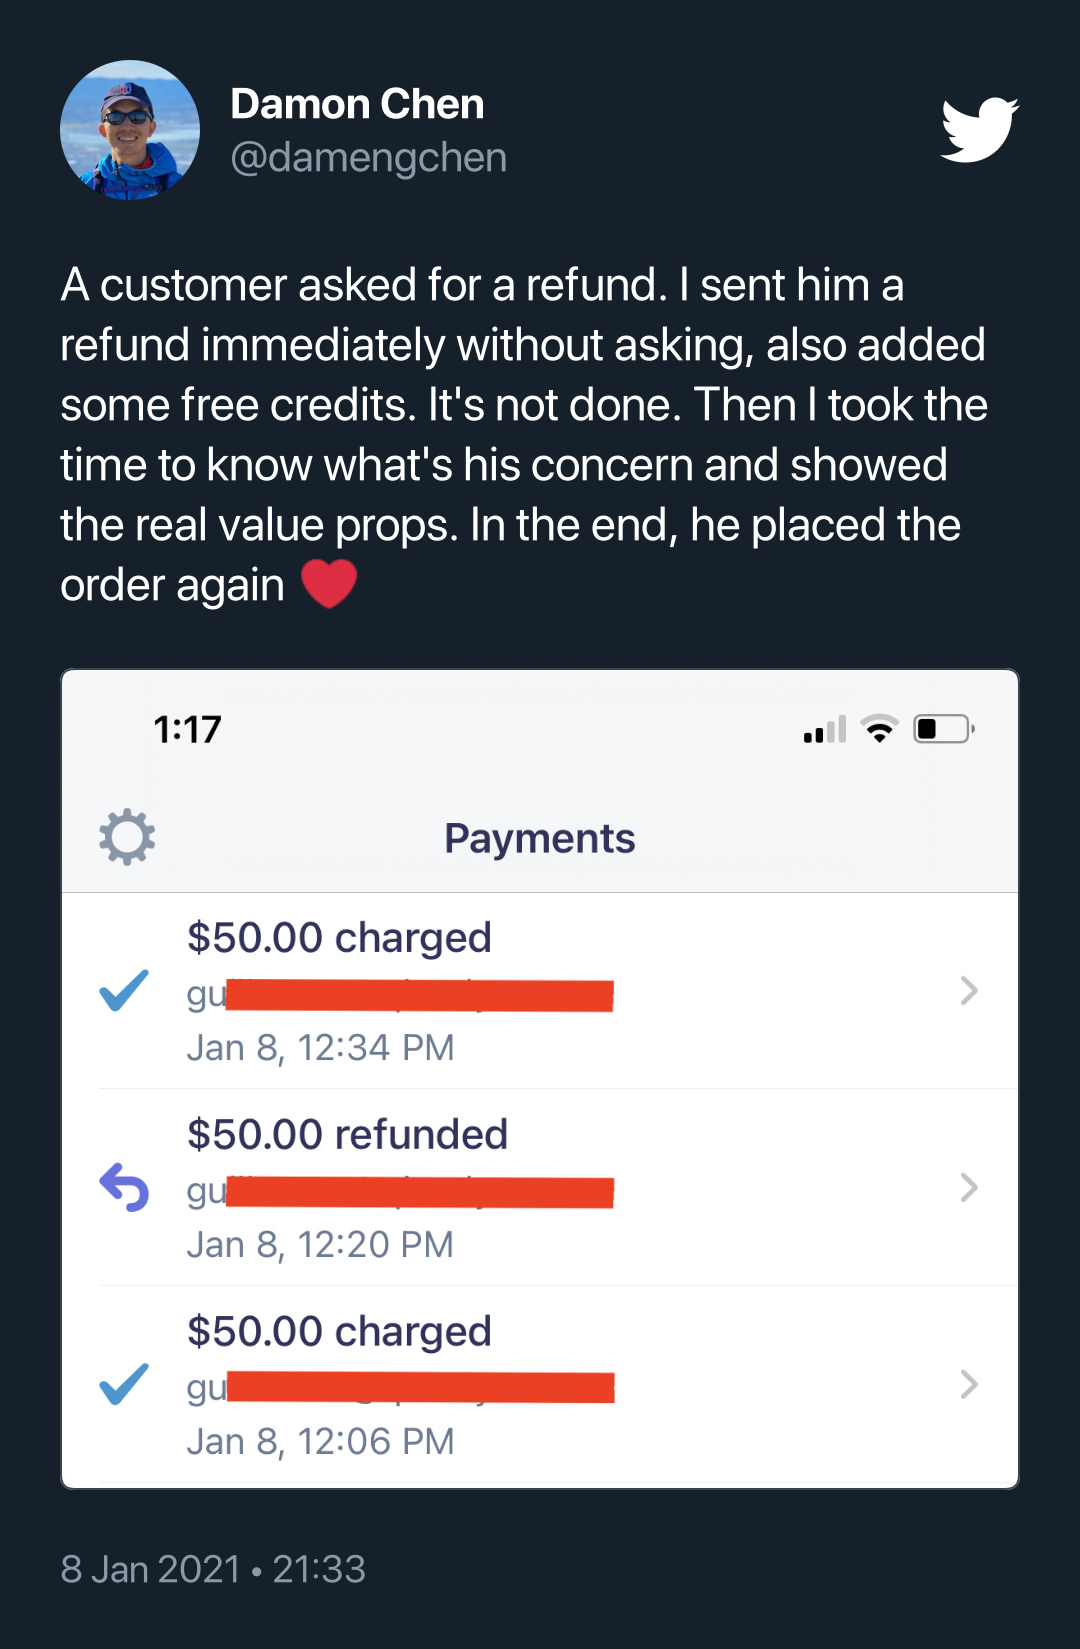 Damon Chen
@damengchen
A customer asked for a refund. I sent him a
refund immediately without asking, also added
some free credits. It's not done. Then I took the
time to know what's his concern and showed
the real value props. In the end, he placed the
order again ❤️
1:17
Payments
$50.00 charged
gu
Jan 8, 12:34 PM
$50.00 refunded
gu
Jan 8, 12:20 PM
$50.00 charged
gu
Jan 8, 12:06 PM
8 Jan 2021 • 21:33